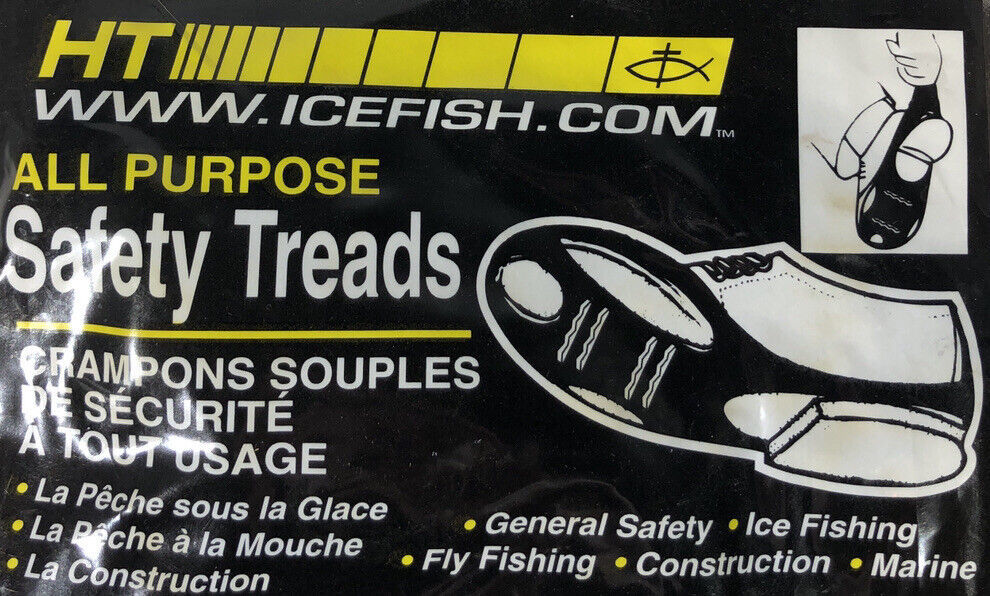 HT
WWW.ICEFISH.COM™
ALL PURPOSE
Safety Treads
CRAMPONS SOUPLES
DE SÉCURITÉ
À TOUT USAGE
• La Pêche sous la Glace
• La Pêche à la Mouche
• La Construction
• General Safety • Ice Fishing
• Fly Fishing • Construction • Marine